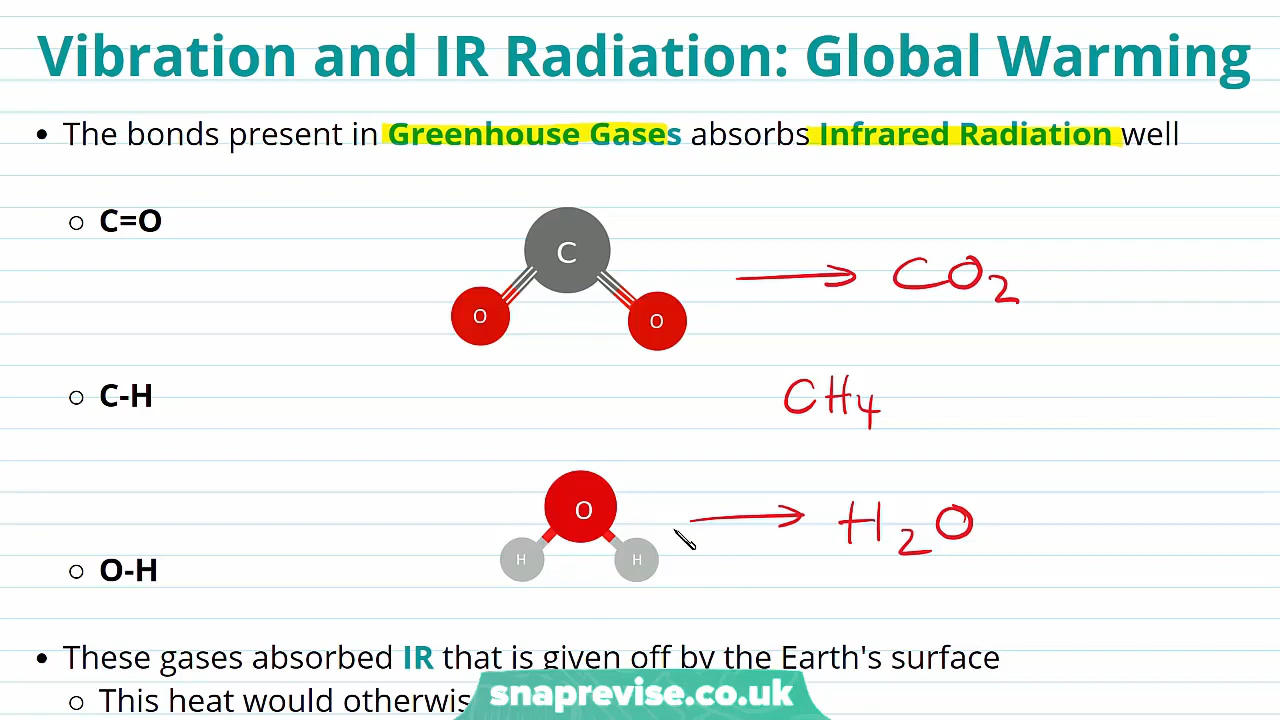 Vibration and IR Radiation: Global Warming
• The bonds present in Greenhouse Gases absorbs Infrared Radiation well
○ C=O
C
O O
CO₂
○ C-H
CH₄
O
H H
H₂O
○ O-H
• These gases absorbed IR that is given off by the Earth's surface
○ This heat would
snaprevise.co.uk